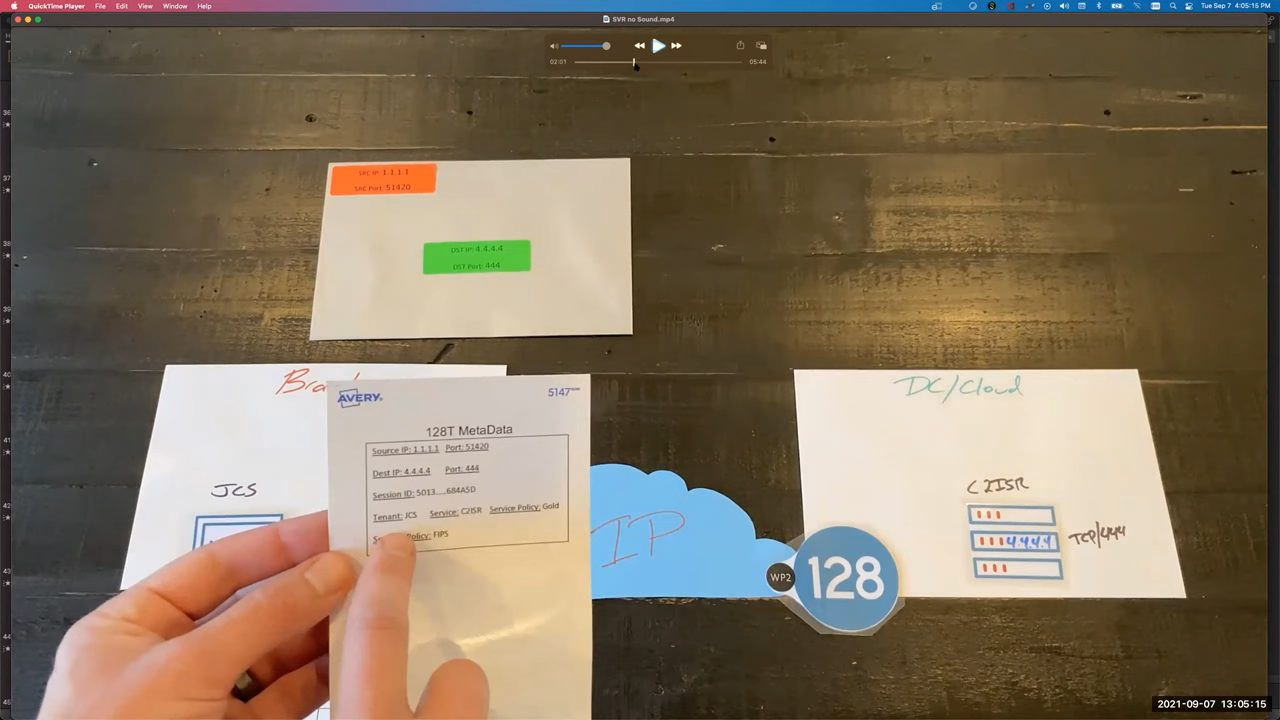 QuickTime Player File Edit View Window Help
Tue Sep 7 4:05:15 PM
SVR no Sound.mp4
02:01
05:44
SRC IP: 1.1.1.1
SRC Port: 51420
DST IP: 4.4.4.4
DST Port: 444
AVERY
5147
128T MetaData
Source IP: 1.1.1.1 Port: 51420
Dest IP: 4.4.4.4 Port: 444
Session ID: 5013....684A5D
Tenant: JCS Service: C2ISR Service Policy: Gold
Policy: FIPS
JCS
IP
WP2
128
DC/Cloud
C2ISR
4.4.4.4
TCP/444
2021-09-07 13:05:15